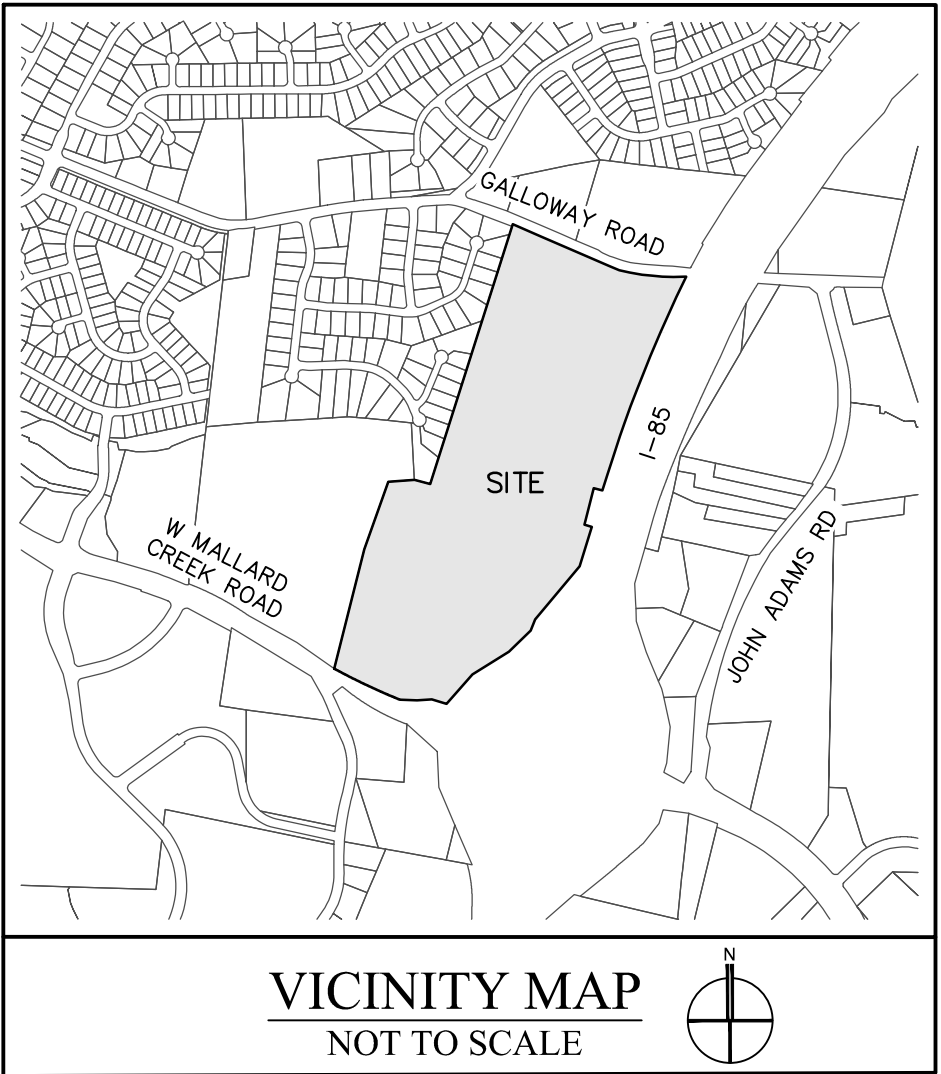 GALLOWAY ROAD
I-85
SITE
W MALLARD
CREEK ROAD
JOHN ADAMS RD
VICINITY MAP
NOT TO SCALE
N